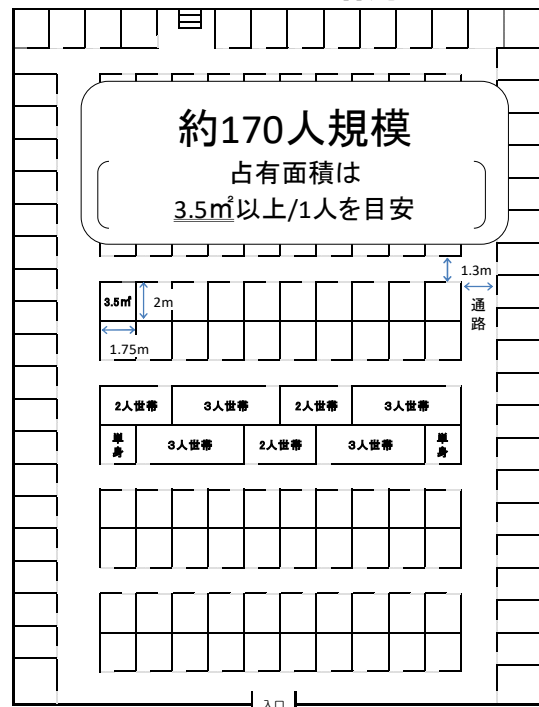 約170人規模
占有面積は
3.5㎡以上/1人を目安
1.3m
通路
3.5㎡
2m
1.75m
2人世帯 3人世帯 2人世帯 3人世帯
単身 3人世帯 2人世帯 3人世帯 単身
入口